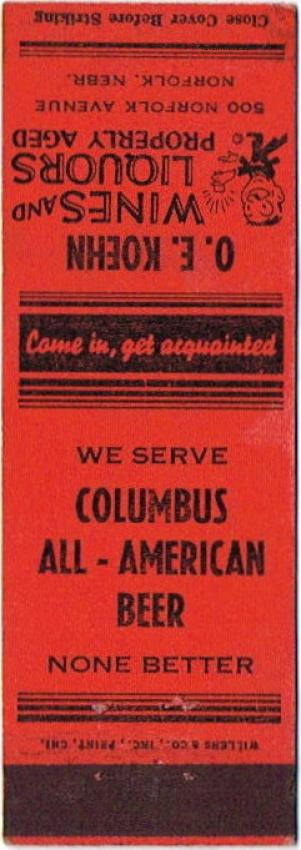 Close Cover Before Striking
O. E. KOEHN
WINES AND
LIQUORS
PROPERLY AGED
500 NORFOLK AVENUE
NORFOLK, NEBR.
Come in, get acquainted
WE SERVE
COLUMBUS
ALL - AMERICAN
BEER
NONE BETTER
WILLENS & CO., INC., PRINT, CHI.